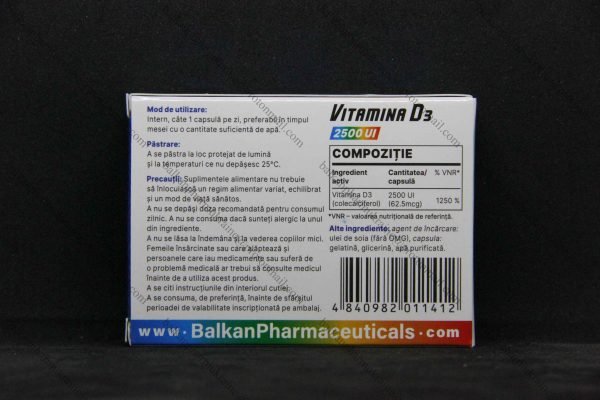 Mod de utilizare:
Intern, câte 1 capsulă pe zi, preferabil în timpul
mesei cu o cantitate suficientă de apă.
Păstrare:
A se păstra la loc protejat de lumină
și la temperaturi ce nu depășesc 25°C.
Precauții: Suplimentele alimentare nu trebuie
să înlocuiască un regim alimentar variat, echilibrat
și un mod de viață sănătos.
A nu se depăși doza recomandată pentru consumul
zilnic. A nu se consuma dacă sunteți alergic la unul
din ingrediente.
A nu se lăsa la îndemâna și la vederea copiilor mici.
Femeile însărcinate sau care alăptează și
persoanele care iau medicamente sau suferă de
o problemă medicală ar trebui să consulte medicul
înainte de a utiliza acest produs.
A se citi instrucțiunile din interiorul cutiei.
A se consuma, de preferință, înainte de sfârșitul
perioadei de valabilitate inscripționată pe ambalaj.
VITAMINA D3
2500 UI
COMPOZIȚIE
Ingredient activ Cantitatea/ capsulă % VNR*
Vitamina D3 (colecalciferol) 2500 UI (62.5mcg) 1250 %
*VNR – valoarea nutrițională de referință.
Alte ingrediente: agent de încărcare:
ulei de soia (fără OMG), capsula:
gelatină, glicerină, apă purificată.
4 840982 011412
www.BalkanPharmaceuticals.com